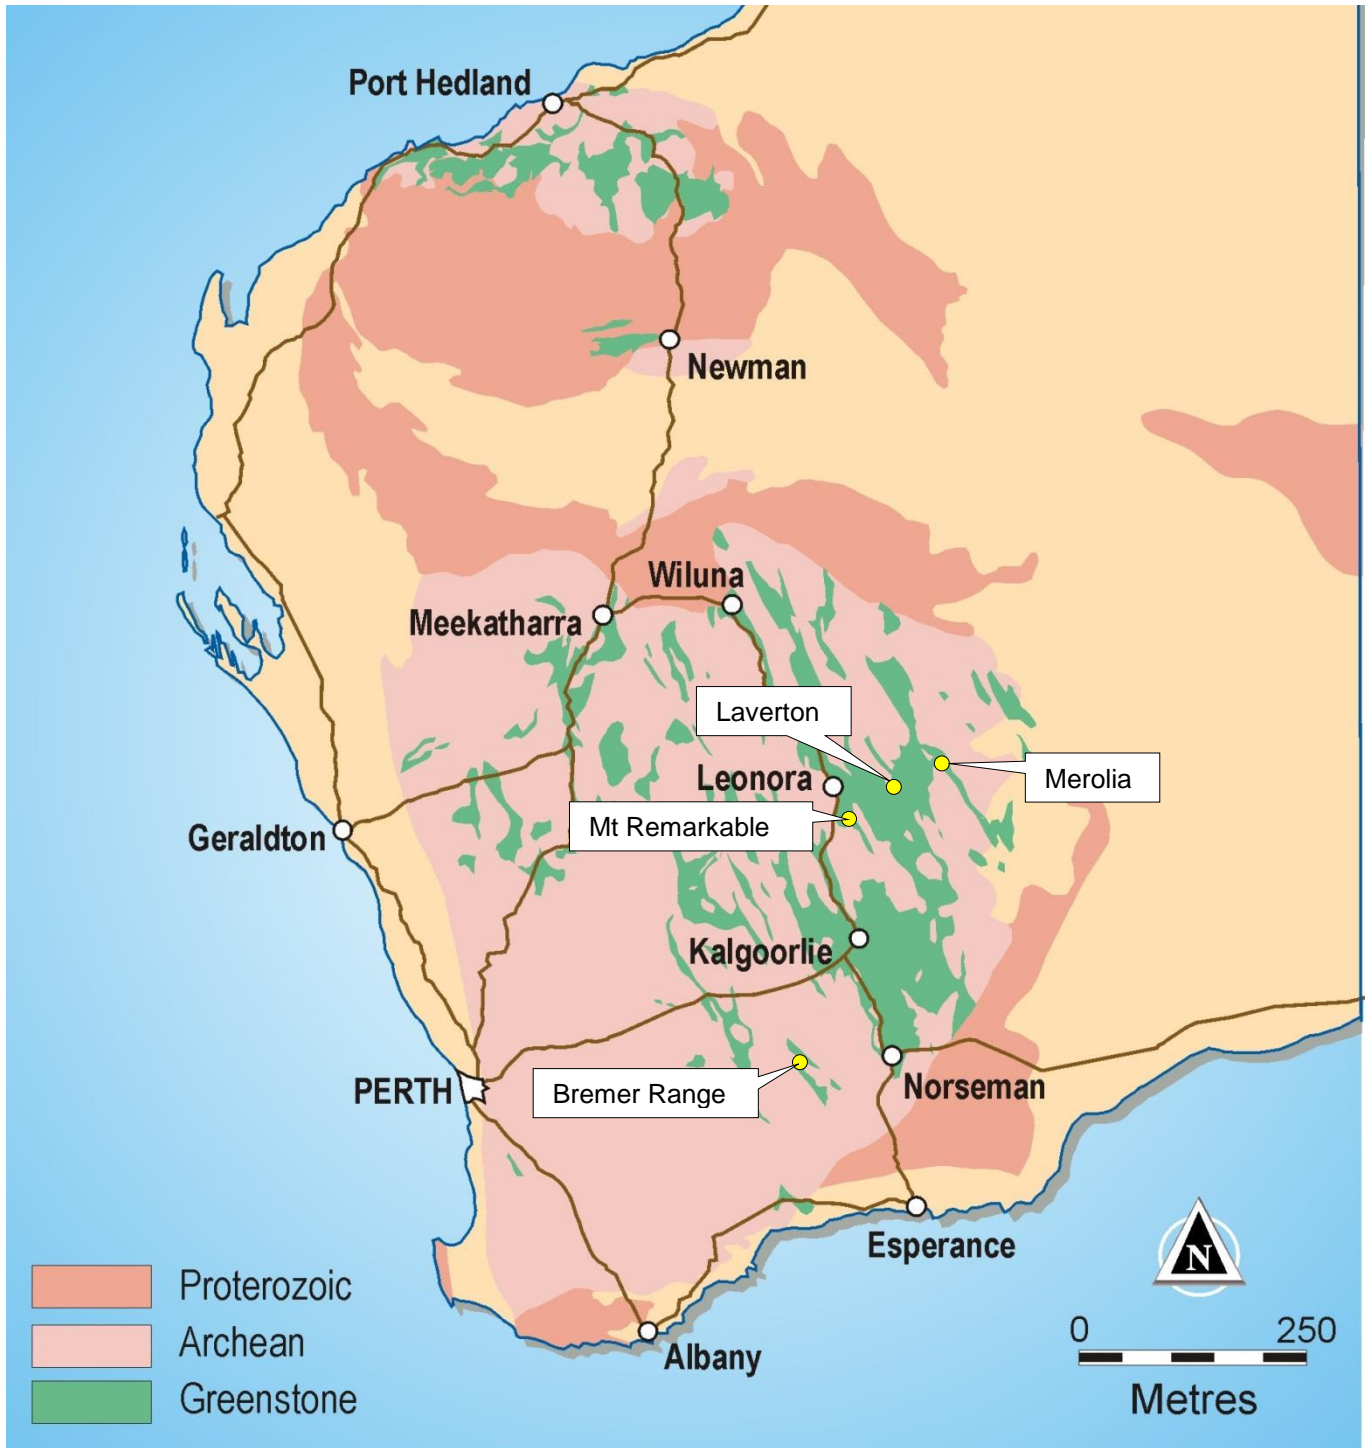 Port Hedland
Newman
Wiluna
Meekatharra
Laverton
Leonora
Merolia
Mt Remarkable
Geraldton
Kalgoorlie
PERTH
Bremer Range
Norseman
Esperance
Albany
N
0 250
Metres
Proterozoic
Archean
Greenstone